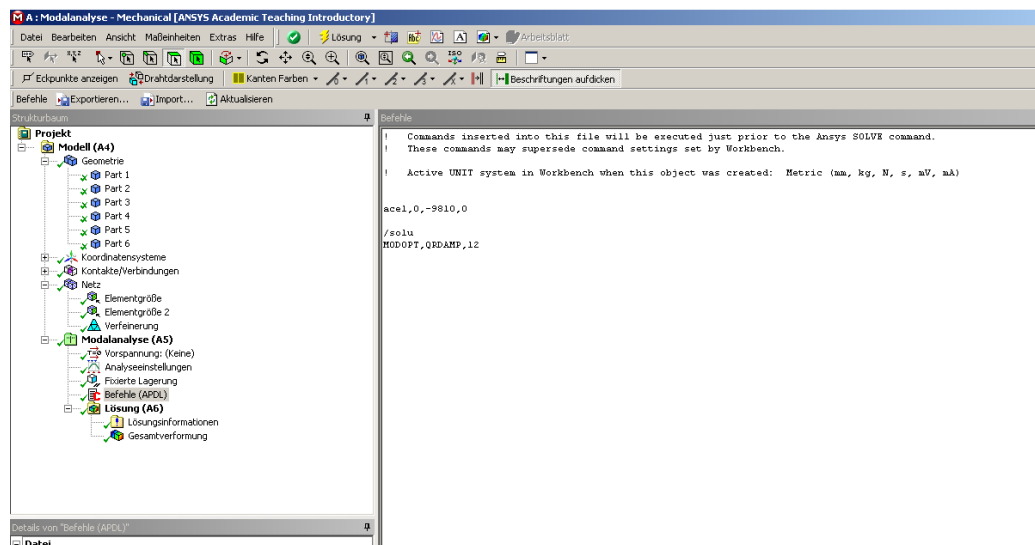 A : Modalanalyse - Mechanical [ANSYS Academic Teaching Introductory]
Datei Bearbeiten Ansicht Maßeinheiten Extras Hilfe Lösung Arbeitsblatt
Eckpunkte anzeigen Drahtdarstellung Kanten Farben Beschriftungen aufdicken
Befehle Exportieren... Import... Aktualisieren
Strukturbaum
Projekt
Modell (A4)
Geometrie
Part 1
Part 2
Part 3
Part 4
Part 5
Part 6
Koordinatensysteme
Kontakte/Verbindungen
Netz
Elementgröße
Elementgröße 2
Verfeinerung
Modalanalyse (A5)
Vorspannung: (Keine)
Analyseeinstellungen
Fixierte Lagerung
Befehle (APDL)
Lösung (A6)
Lösungsinformationen
Gesamtverformung
Details von "Befehle (APDL)"
Datei
Befehle
! Commands inserted into this file will be executed just prior to the Ansys SOLVE command.
! These commands may supersede command settings set by Workbench.
! Active UNIT system in Workbench when this object was created: Metric (mm, kg, N, s, mV, mA)
acel,0,-9810,0
/solu
MODOPT,QRDAMP,12